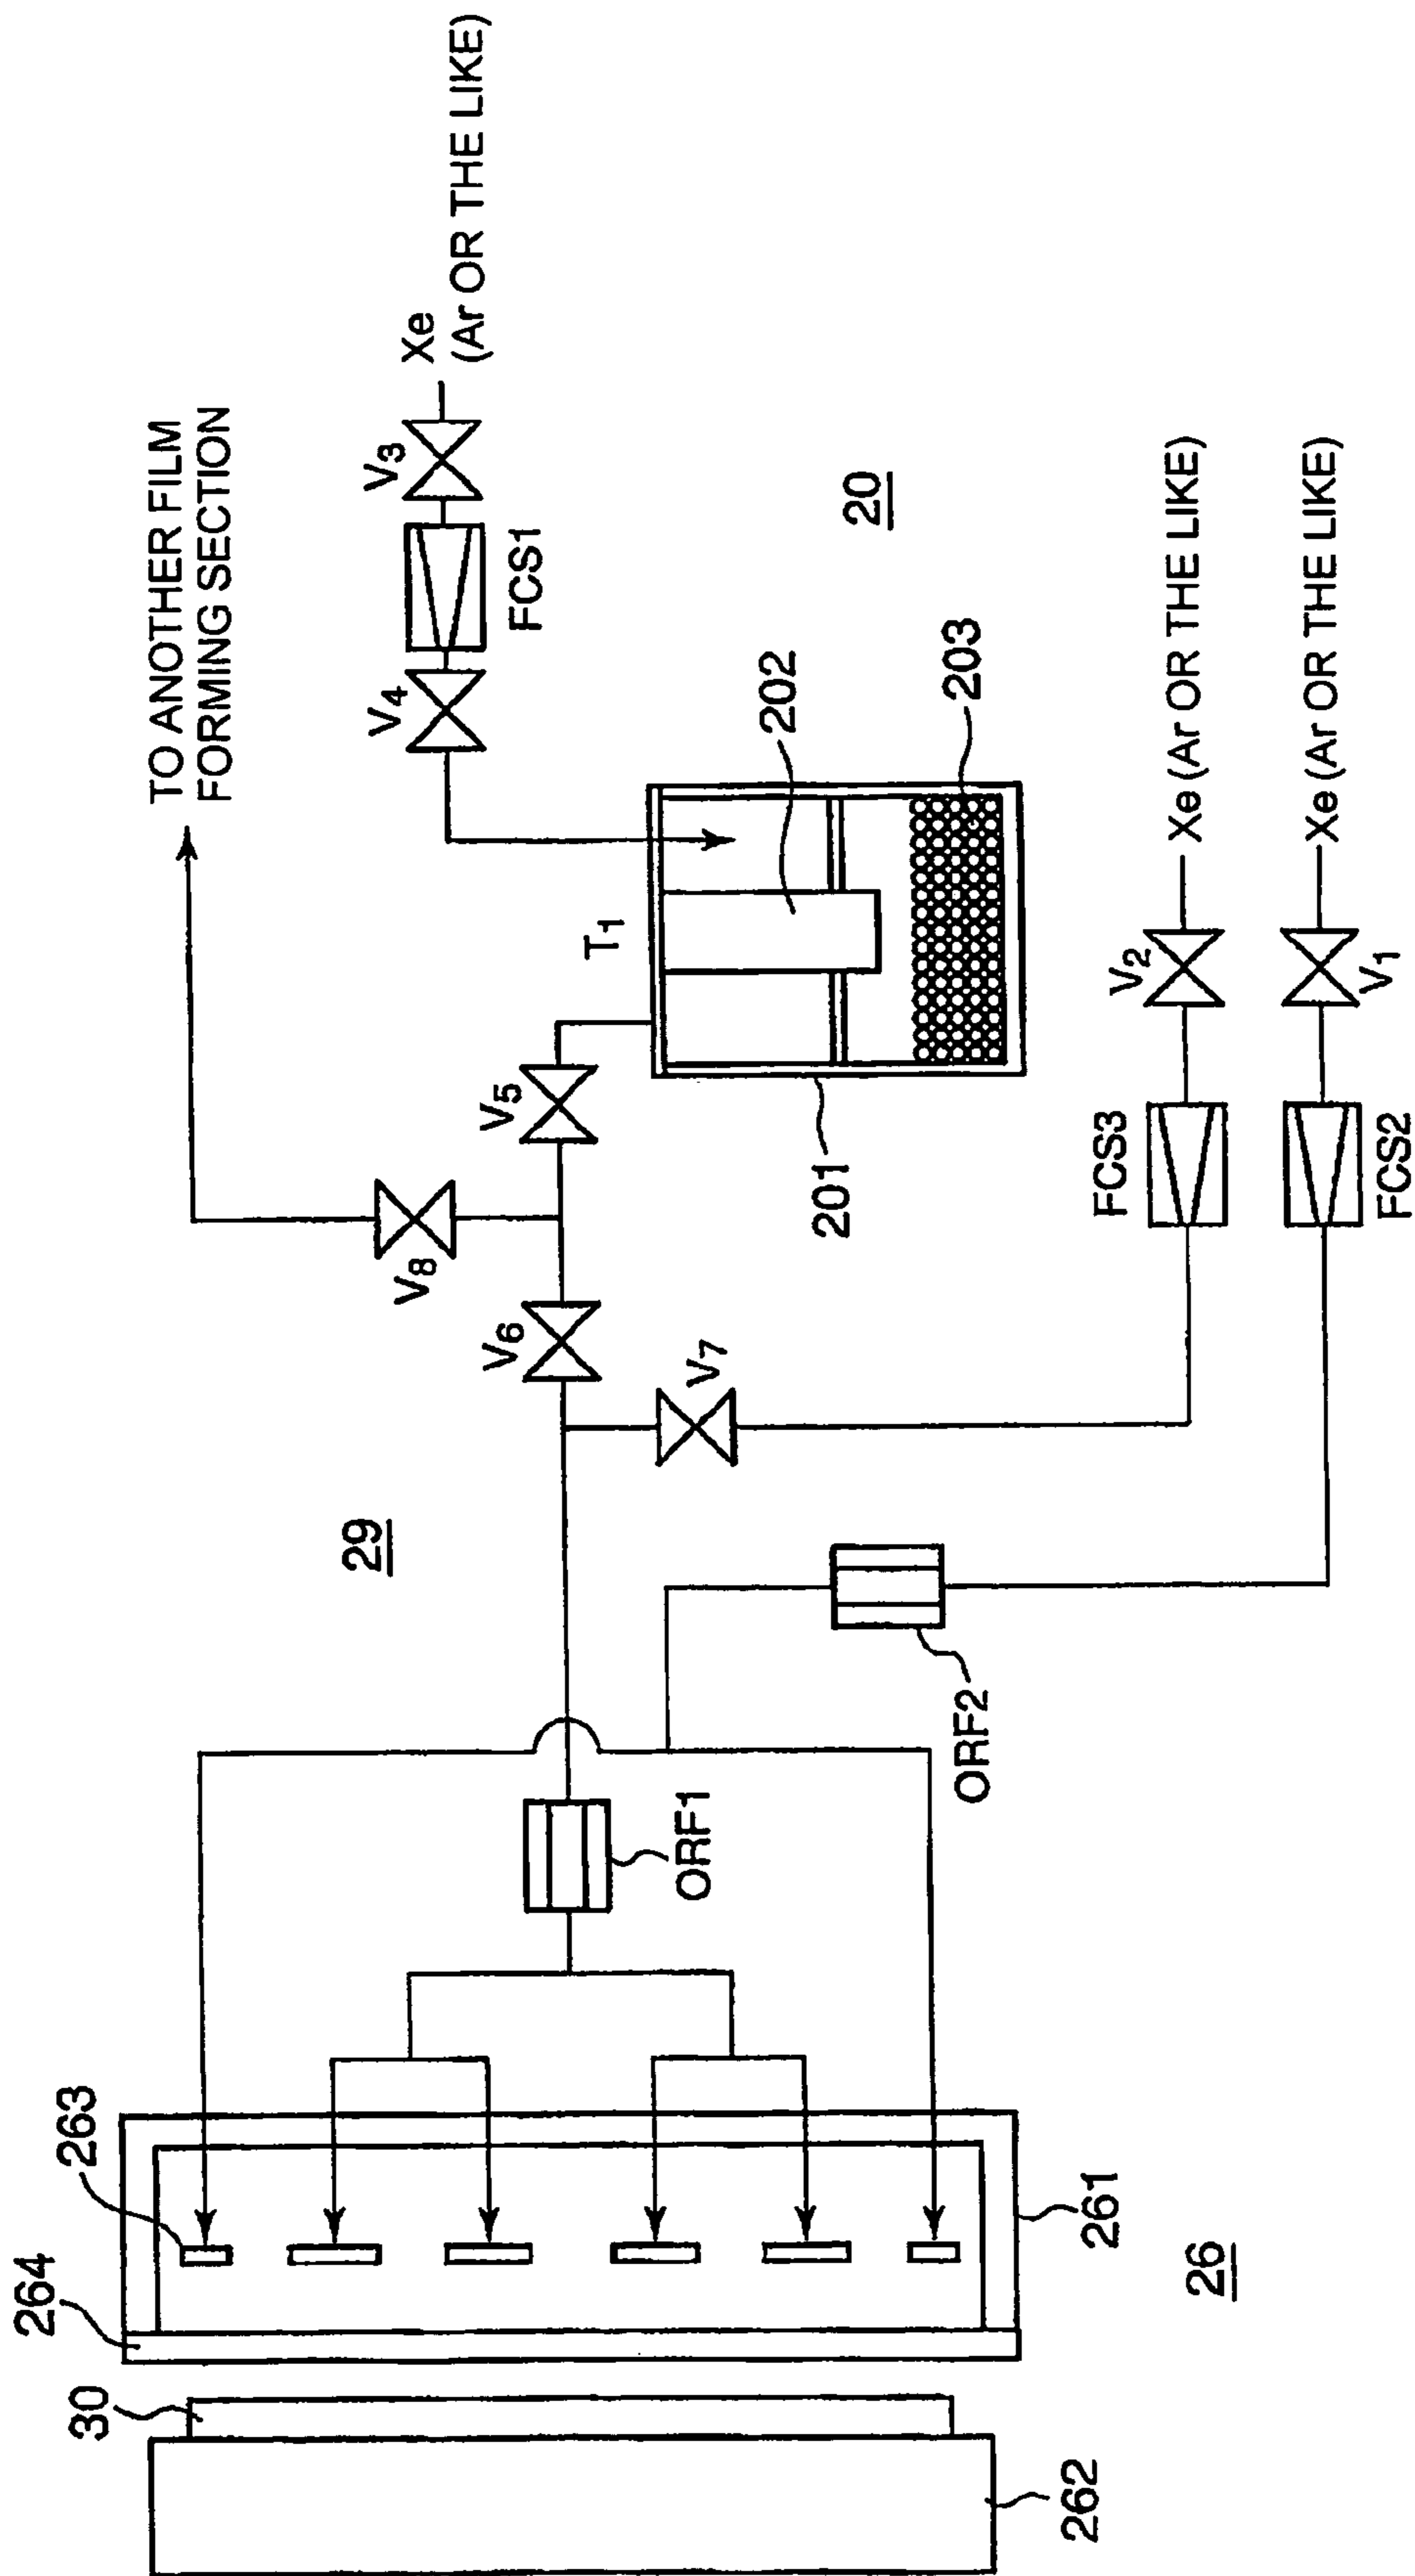 TO ANOTHER FILM
FORMING SECTION
Xe
(Ar OR THE LIKE)
V3
FCS1
V4
20
202
203
T1
201
V5
V8
V6
V7
V2
Xe (Ar OR THE LIKE)
FCS3
V1
Xe (Ar OR THE LIKE)
FCS2
29
ORF2
ORF1
263
264
261
26
30
262